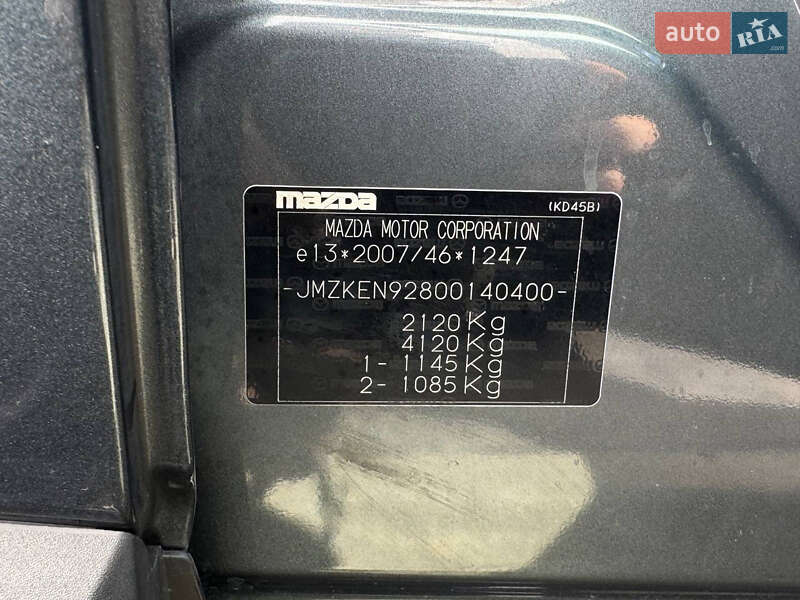 auto RIA
.com
mazda (KD45B)
MAZDA MOTOR CORPORATION
e13*2007/46*1247
-JMZKEN92800140400-
2120 Kg
4120 Kg
1- 1145 Kg
2- 1085 Kg